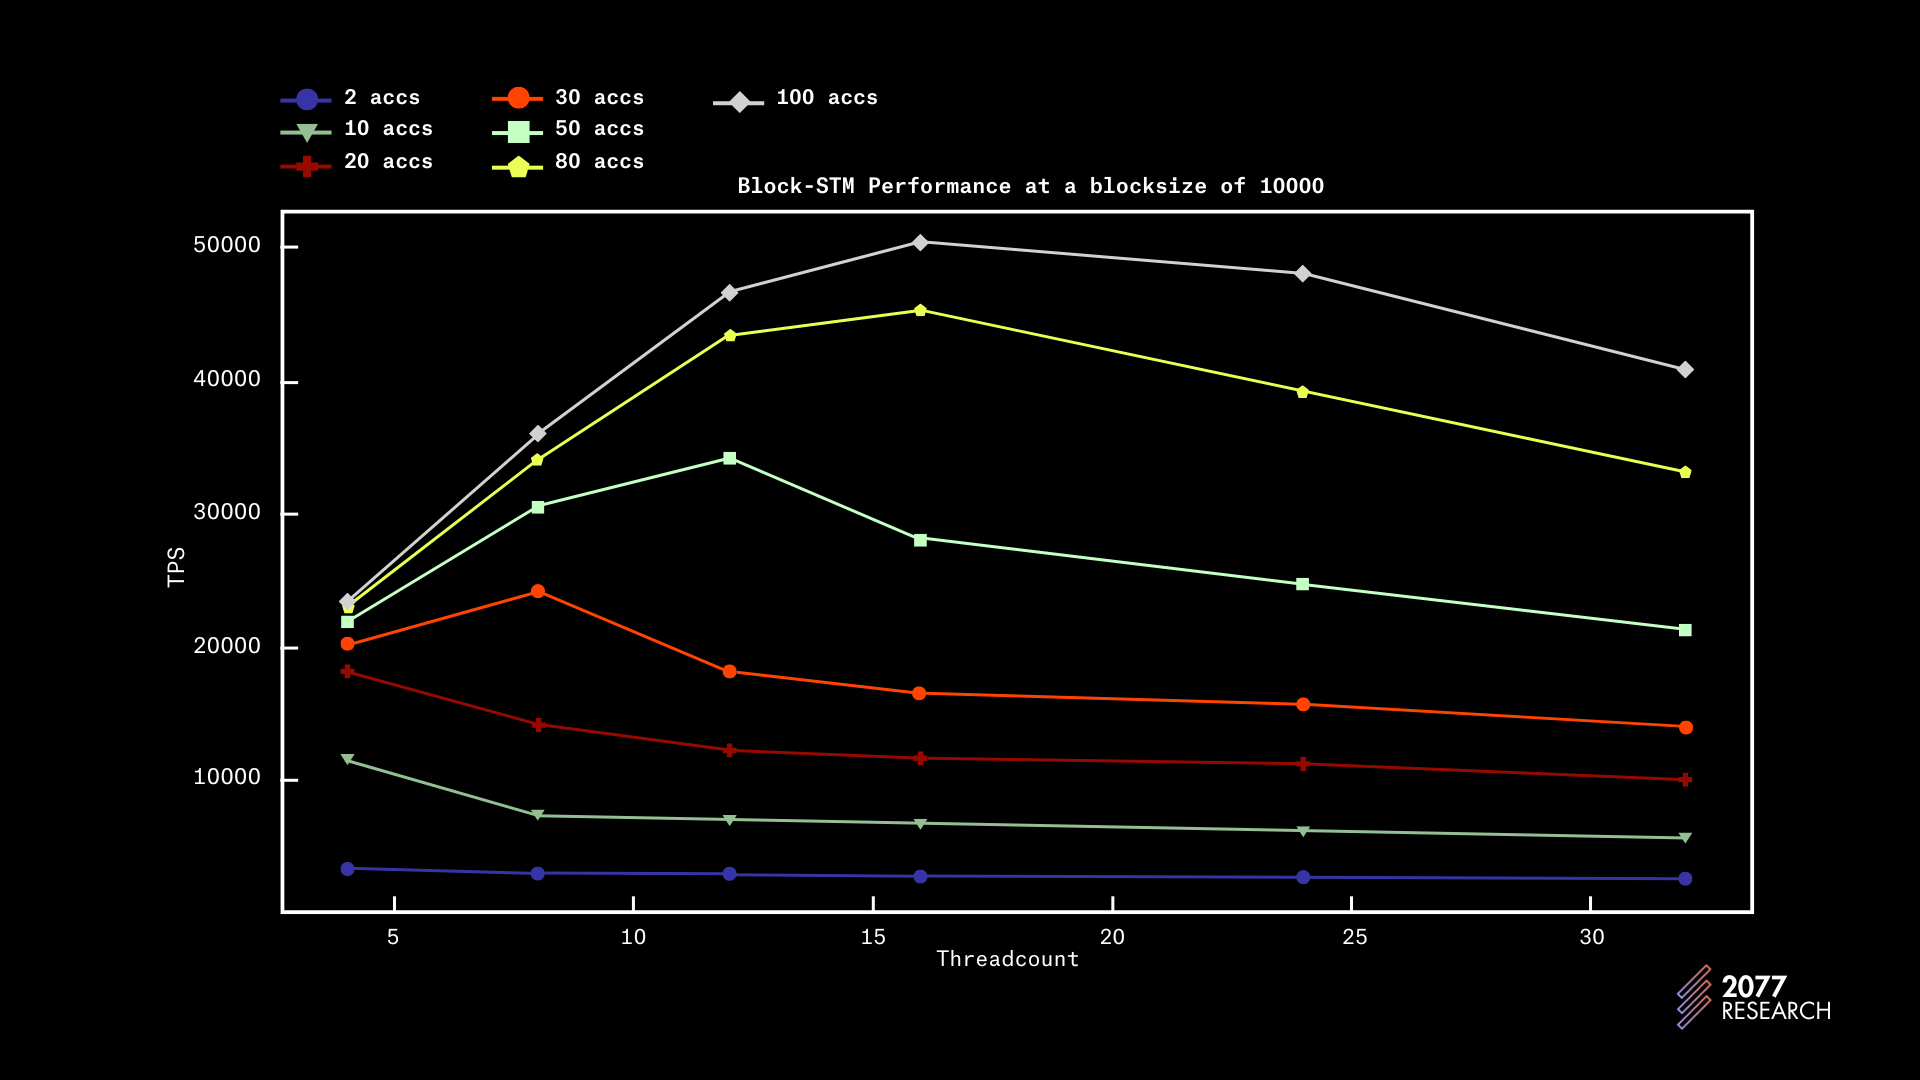 2 accs
10 accs
20 accs
30 accs
50 accs
80 accs
100 accs
Block-STM Performance at a blocksize of 10000
50000
40000
30000
20000
10000
TPS
5 10 15 20 25 30
Threadcount
2077
RESEARCH